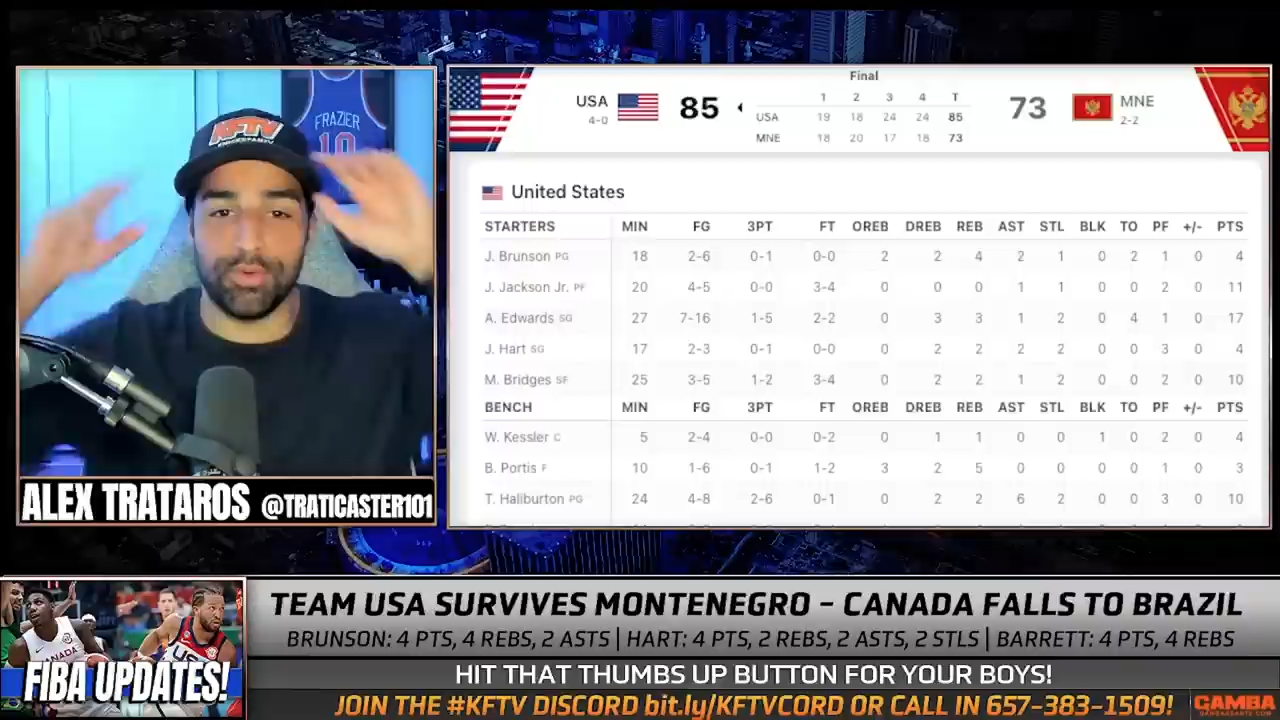 KFTV
FRAZIER
10
ALEX TRATAROS @TRATICASTER101
Final
USA 85 1 2 3 4 T 73 MNE
4-0 USA 19 18 24 24 85 2-2
MNE 18 20 17 18 73
United States
STARTERS MIN FG 3PT FT OREB DREB REB AST STL BLK TO PF +/- PTS
J. Brunson PG 18 2-6 0-1 0-0 2 2 4 2 1 0 2 1 0 4
J. Jackson Jr. PF 20 4-5 0-0 3-4 0 0 0 1 1 0 0 2 0 11
A. Edwards SG 27 7-16 1-5 2-2 0 3 3 1 2 0 4 1 0 17
J. Hart SG 17 2-3 0-1 0-0 0 2 2 2 2 0 0 3 0 4
M. Bridges SF 25 3-5 1-2 3-4 0 2 2 1 2 0 0 2 0 10
BENCH MIN FG 3PT FT OREB DREB REB AST STL BLK TO PF +/- PTS
W. Kessler C 5 2-4 0-0 0-2 0 1 1 0 0 1 0 2 0 4
B. Portis F 10 1-6 0-1 1-2 3 2 5 0 0 0 0 1 0 3
T. Haliburton PG 24 4-8 2-6 0-1 0 2 2 6 2 0 0 3 0 10
CANADA
US
FIBA UPDATES!
TEAM USA SURVIVES MONTENEGRO - CANADA FALLS TO BRAZIL
BRUNSON: 4 PTS, 4 REBS, 2 ASTS | HART: 4 PTS, 2 REBS, 2 ASTS, 2 STLS | BARRETT: 4 PTS, 4 REBS
HIT THAT THUMBS UP BUTTON FOR YOUR BOYS!
JOIN THE #KFTV DISCORD bit.ly/KFTVCORD OR CALL IN 657-383-1509!
GAMBA